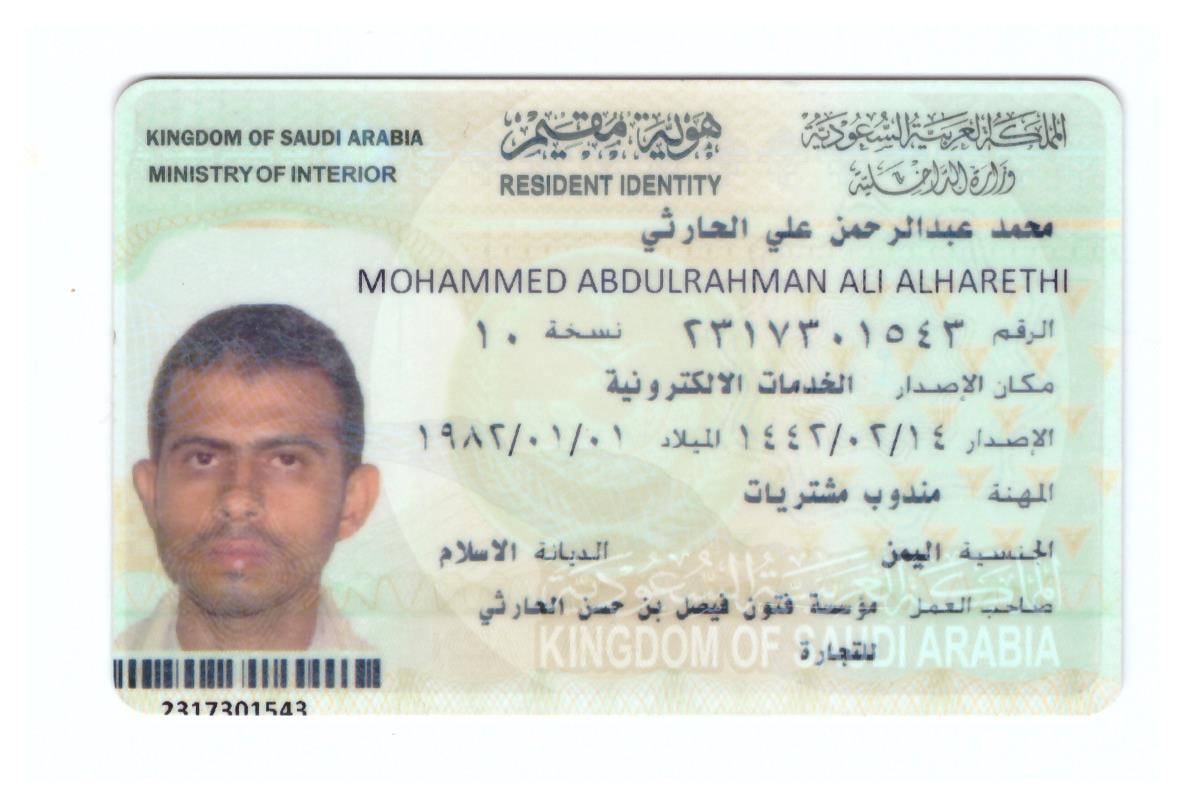 KINGDOM OF SAUDI ARABIA هوية مقيم المملكة العربية السعودية
MINISTRY OF INTERIOR RESIDENT IDENTITY وزارة الداخلية
محمد عبدالرحمن علي الحارثي
MOHAMMED ABDULRAHMAN ALI ALHARETHI
الرقم ٢٣١٧٣٠١٥٤٣ نسخة ١٠
مكان الإصدار الخدمات الالكترونية
الإصدار ١٤٤٢/٠٢/١٤ الميلاد ١٩٨٢/٠١/٠١
المهنة مندوب مشتريات
الجنسية اليمن الديانة الاسلام
المملكة العربية السعودية
صاحب العمل مؤسسة فتون فيصل بن حسن الحارثي
للتجارة
KINGDOM OF SAUDI ARABIA
2317301543